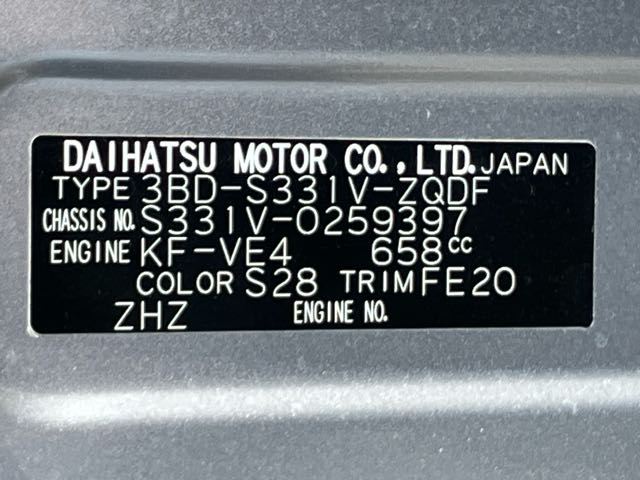 DAIHATSU MOTOR CO.,LTD. JAPAN
TYPE 3BD-S331V-ZQDF
CHASSIS NO. S331V-0259397
ENGINE KF-VE4 658cc
COLOR S28 TRIM FE20
ZHZ ENGINE NO.